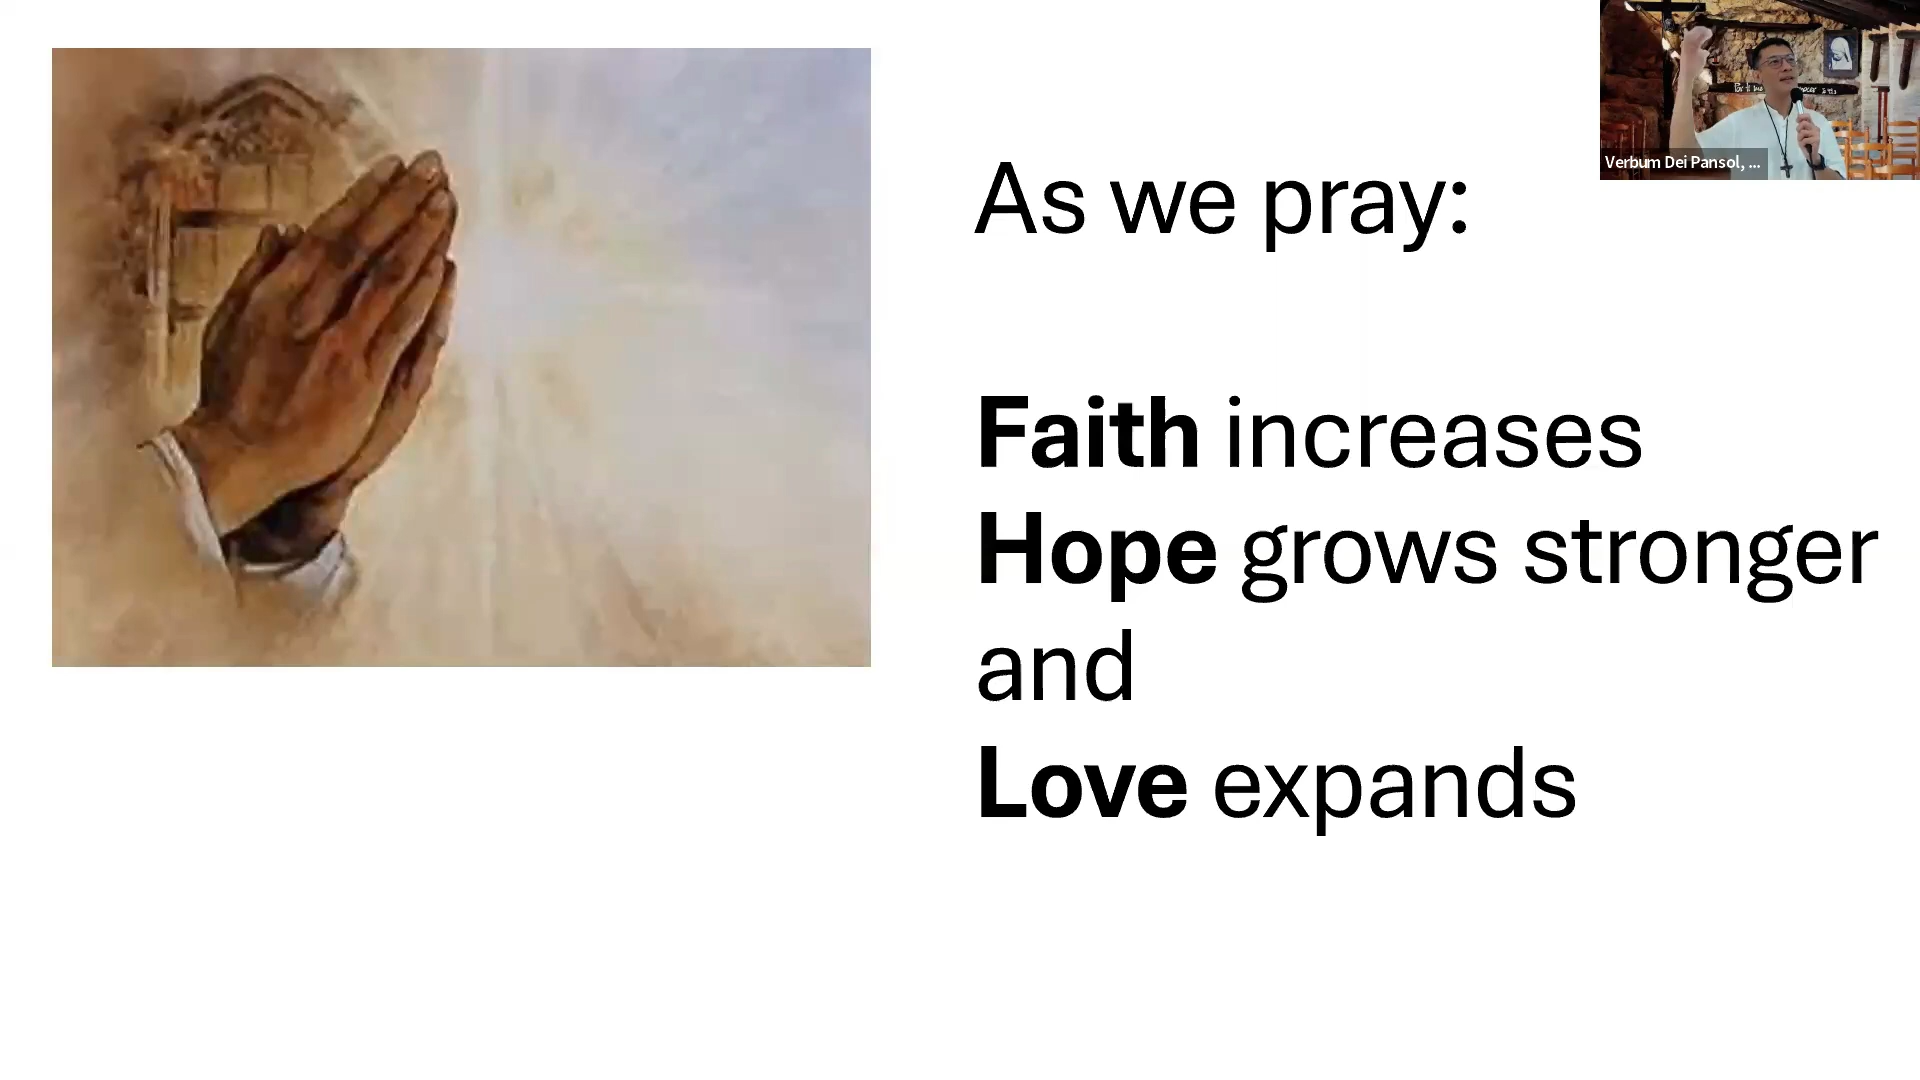 As we pray:
Faith increases
Hope grows stronger
and
Love expands
Verbum Dei Pansol, ...